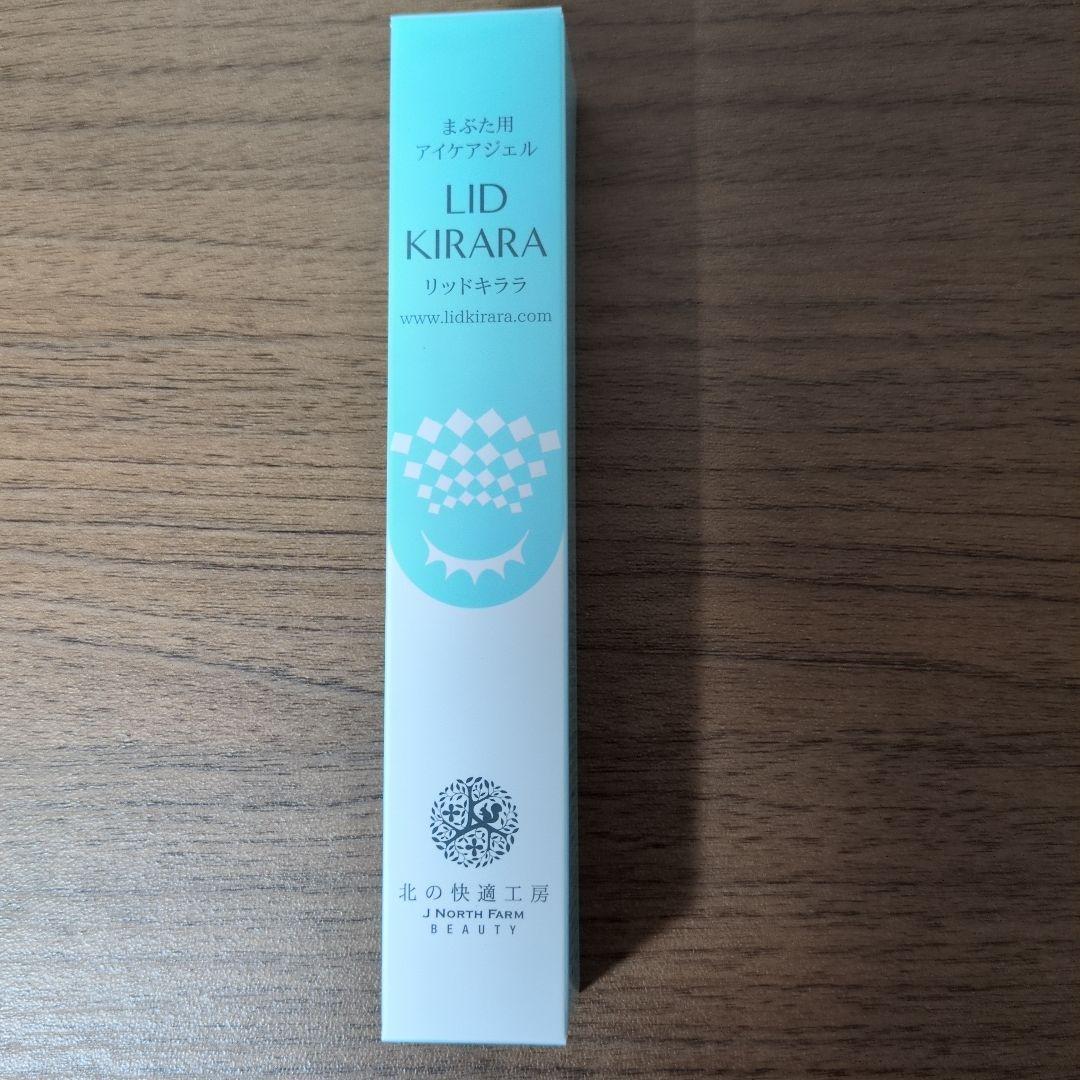 まぶた用
アイケアジェル
LID
KIRARA
リッドキララ
www.lidkirara.com
北の快適工房
J NORTH FARM
BEAUTY